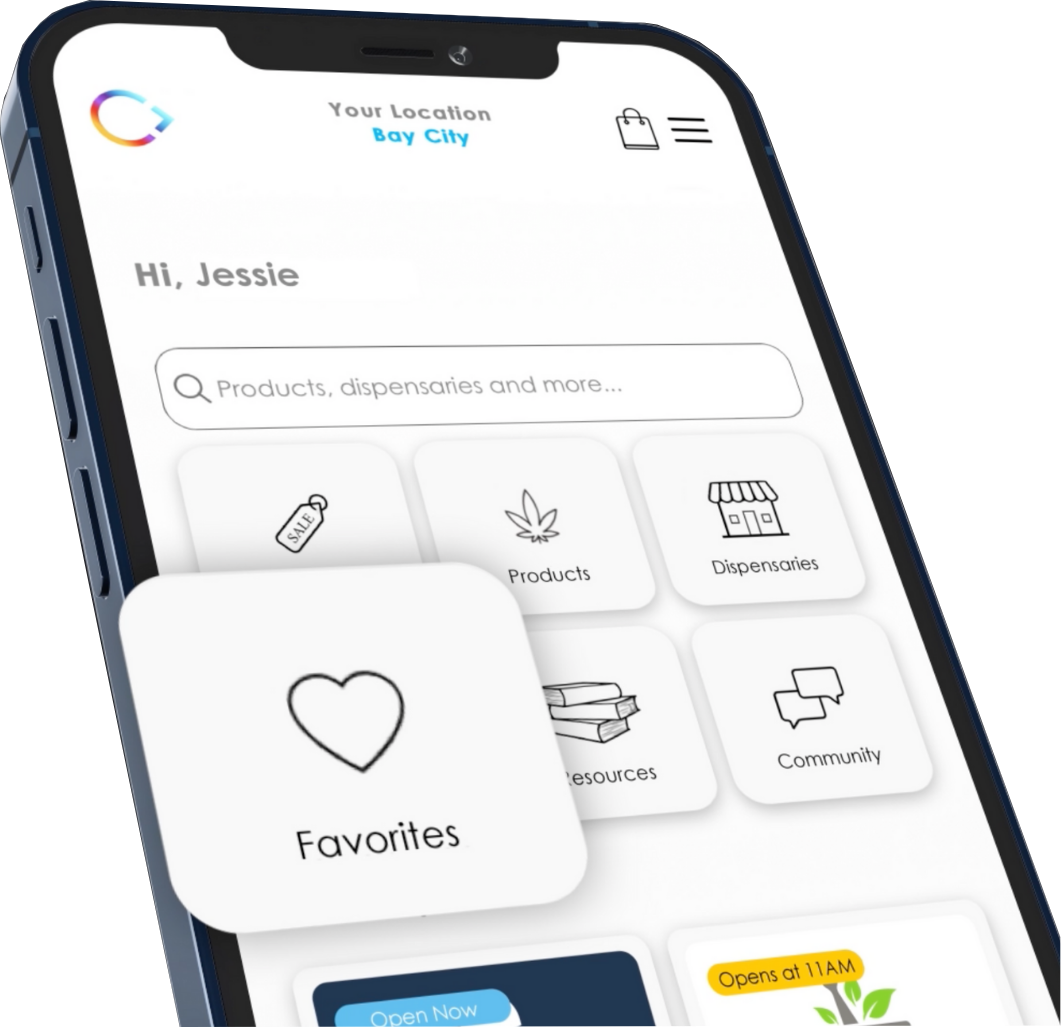 Your Location
Bay City
Hi, Jessie
Products, dispensaries and more...
SALE
Products
Dispensaries
Favorites
esources
Community
Open Now
Opens at 11AM